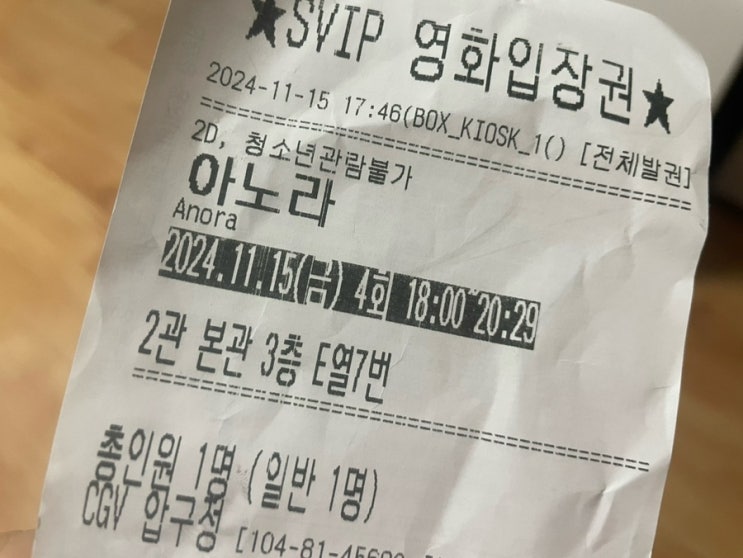 ★SVIP 영화입장권★
2024-11-15 17:46(BOX_KIOSK_1() [전체발권]
2D, 청소년관람불가
아노라
Anora
2024.11.15(금) 4회 18:00~20:29
2관 본관 3층 E열7번
총인원 1명 (일반 1명)
CGV 압구정 [104-81-45690